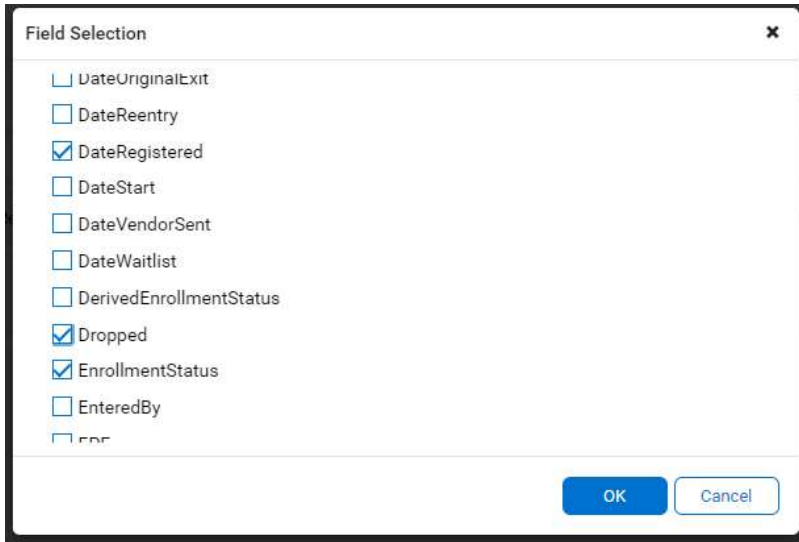 Field Selection
DateOriginalExit
DateReentry
DateRegistered
DateStart
DateVendorSent
DateWaitlist
DerivedEnrollmentStatus
Dropped
EnrollmentStatus
EnteredBy
OK
Cancel